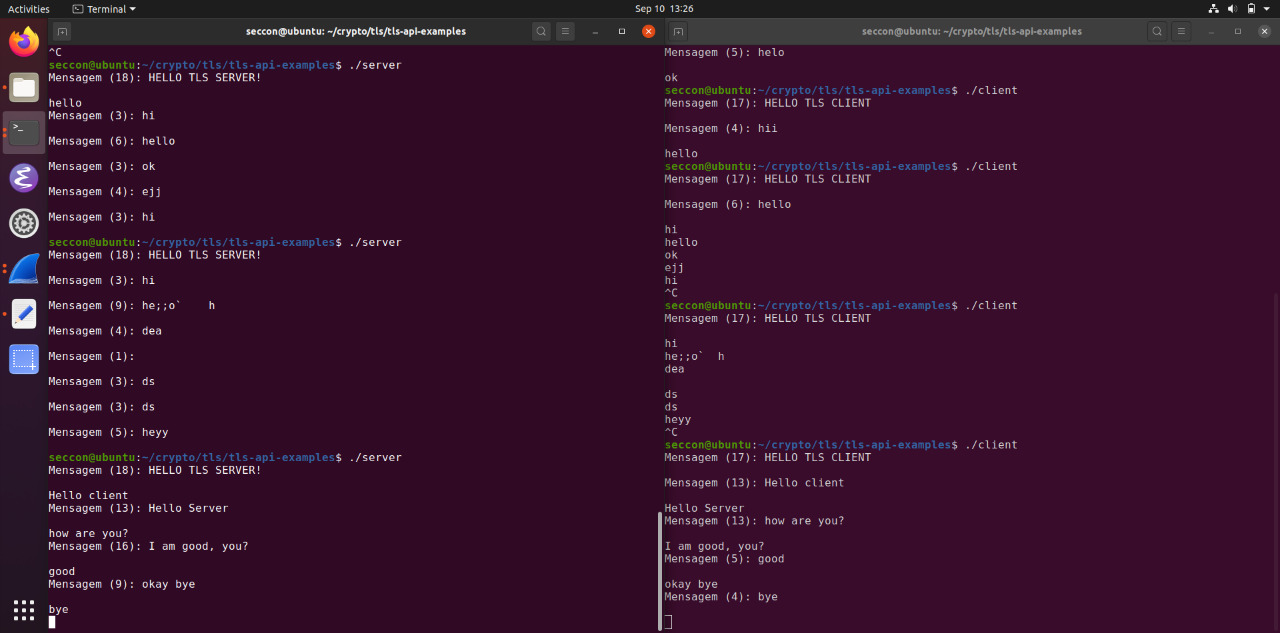 Activities
Terminal
Sep 10 13:26
seccon@ubuntu: ~/crypto/tls/tls-api-examples
^C
seccon@ubuntu:~/crypto/tls/tls-api-examples$ ./server
Mensagem (18): HELLO TLS SERVER!
hello
Mensagem (3): hi
Mensagem (6): hello
Mensagem (3): ok
Mensagem (4): ejj
Mensagem (3): hi
seccon@ubuntu:~/crypto/tls/tls-api-examples$ ./server
Mensagem (18): HELLO TLS SERVER!
Mensagem (3): hi
Mensagem (9): he;;o`    h
Mensagem (4): dea
Mensagem (1):
Mensagem (3): ds
Mensagem (3): ds
Mensagem (5): heyy
seccon@ubuntu:~/crypto/tls/tls-api-examples$ ./server
Mensagem (18): HELLO TLS SERVER!
Hello client
Mensagem (13): Hello Server
how are you?
Mensagem (16): I am good, you?
good
Mensagem (9): okay bye
bye
seccon@ubuntu: ~/crypto/tls/tls-api-examples
Mensagem (5): helo
ok
seccon@ubuntu:~/crypto/tls/tls-api-examples$ ./client
Mensagem (17): HELLO TLS CLIENT
Mensagem (4): hii
hello
seccon@ubuntu:~/crypto/tls/tls-api-examples$ ./client
Mensagem (17): HELLO TLS CLIENT
Mensagem (6): hello
hi
hello
ok
ejj
hi
^C
seccon@ubuntu:~/crypto/tls/tls-api-examples$ ./client
Mensagem (17): HELLO TLS CLIENT
hi
he;;o`  h
dea
ds
ds
heyy
^C
seccon@ubuntu:~/crypto/tls/tls-api-examples$ ./client
Mensagem (17): HELLO TLS CLIENT
Mensagem (13): Hello client
Hello Server
Mensagem (13): how are you?
I am good, you?
Mensagem (5): good
okay bye
Mensagem (4): bye